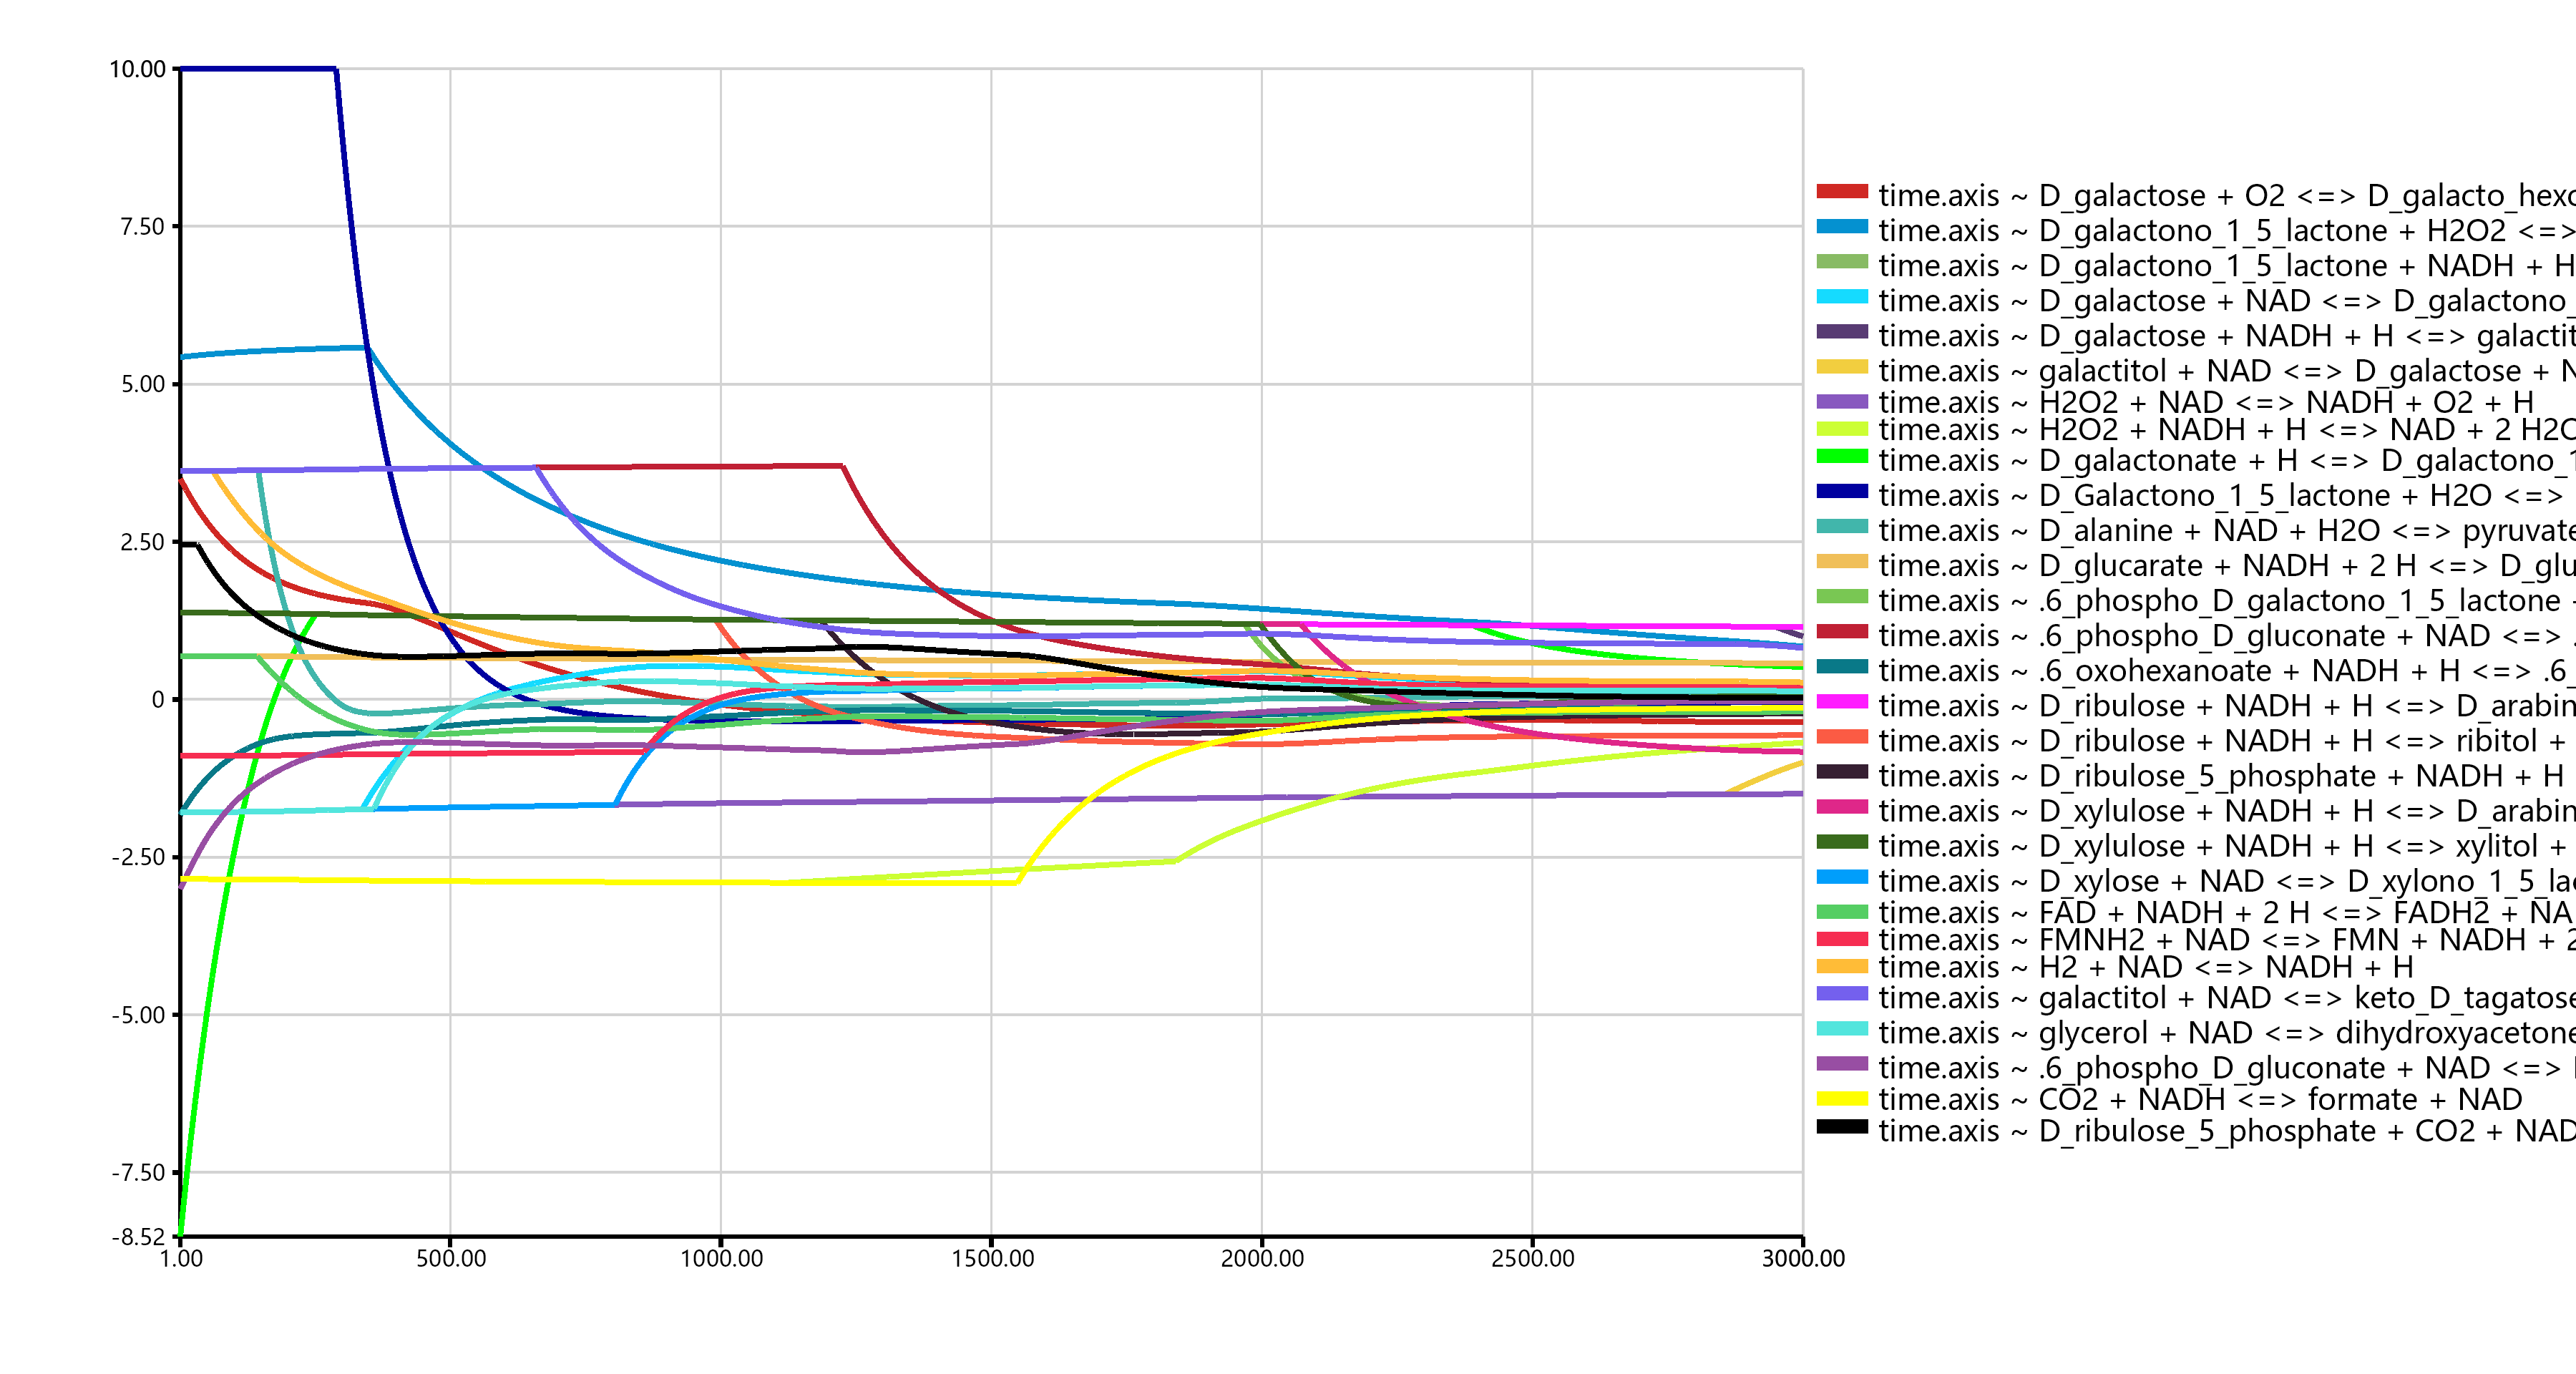 10.00
7.50
5.00
2.50
0
-2.50
-5.00
-7.50
-8.52
1.00 500.00 1000.00 1500.00 2000.00 2500.00 3000.00
time.axis ~ D_galactose + O2 <=> D_galacto_hexo
time.axis ~ D_galactono_1_5_lactone + H2O2 <=>
time.axis ~ D_galactono_1_5_lactone + NADH + H
time.axis ~ D_galactose + NAD <=> D_galactono_
time.axis ~ D_galactose + NADH + H <=> galactit
time.axis ~ galactitol + NAD <=> D_galactose + N
time.axis ~ H2O2 + NAD <=> NADH + O2 + H
time.axis ~ H2O2 + NADH + H <=> NAD + 2 H2O
time.axis ~ D_galactonate + H <=> D_galactono_1
time.axis ~ D_Galactono_1_5_lactone + H2O <=>
time.axis ~ D_alanine + NAD + H2O <=> pyruvate
time.axis ~ D_glucarate + NADH + 2 H <=> D_glu
time.axis ~ .6_phospho_D_galactono_1_5_lactone +
time.axis ~ .6_phospho_D_gluconate + NAD <=> .
time.axis ~ .6_oxohexanoate + NADH + H <=> .6_
time.axis ~ D_ribulose + NADH + H <=> D_arabin
time.axis ~ D_ribulose + NADH + H <=> ribitol +
time.axis ~ D_ribulose_5_phosphate + NADH + H
time.axis ~ D_xylulose + NADH + H <=> D_arabin
time.axis ~ D_xylulose + NADH + H <=> xylitol +
time.axis ~ D_xylose + NAD <=> D_xylono_1_5_la
time.axis ~ FAD + NADH + 2 H <=> FADH2 + NA
time.axis ~ FMNH2 + NAD <=> FMN + NADH + 2
time.axis ~ H2 + NAD <=> NADH + H
time.axis ~ galactitol + NAD <=> keto_D_tagatose
time.axis ~ glycerol + NAD <=> dihydroxyacetone
time.axis ~ .6_phospho_D_gluconate + NAD <=>
time.axis ~ CO2 + NADH <=> formate + NAD
time.axis ~ D_ribulose_5_phosphate + CO2 + NAD